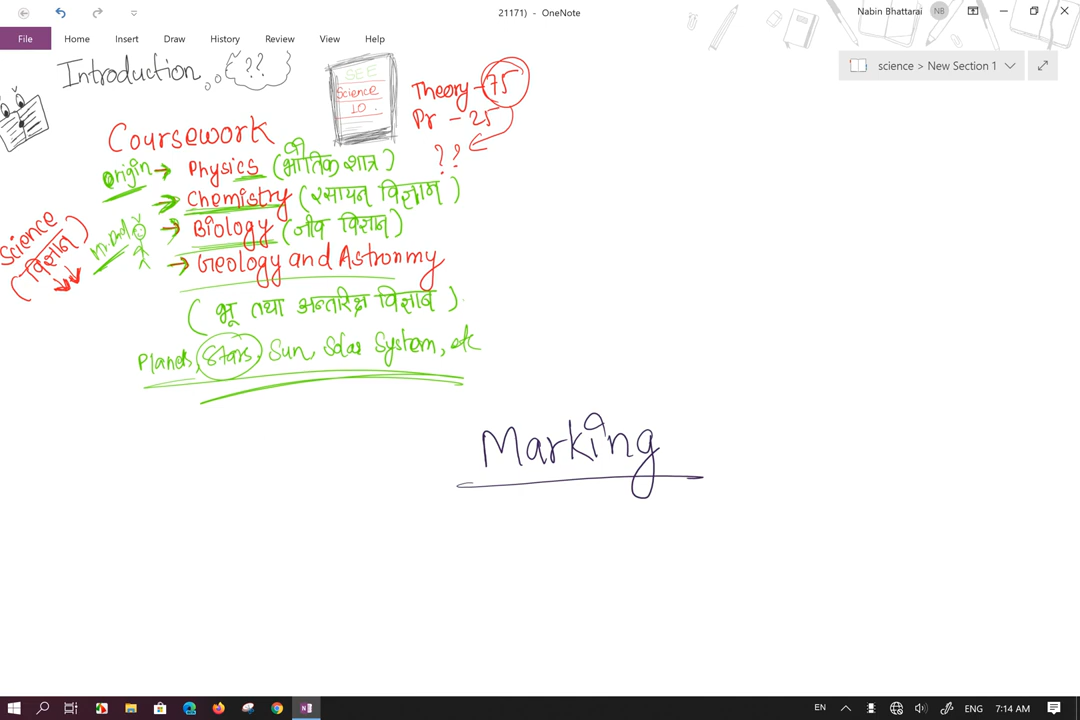 21171) - OneNote
Nabin Bhattarai NB
File Home Insert Draw History Review View Help
science > New Section 1
Introduction ??
SEE
Science
10
Theory - 75
Pr - 25
??
Coursework
origin → Physics (भौतिक शात्र)
→ Chemistry (रसायन विज्ञान)
→ Biology (जीव विज्ञान)
→ Geology and Astronmy
Science
(विज्ञान)
(भू तथा अन्तरिक्ष विज्ञान)
Planets, Stars, Sun, Solar System, etc
Marking
EN ENG 7:14 AM